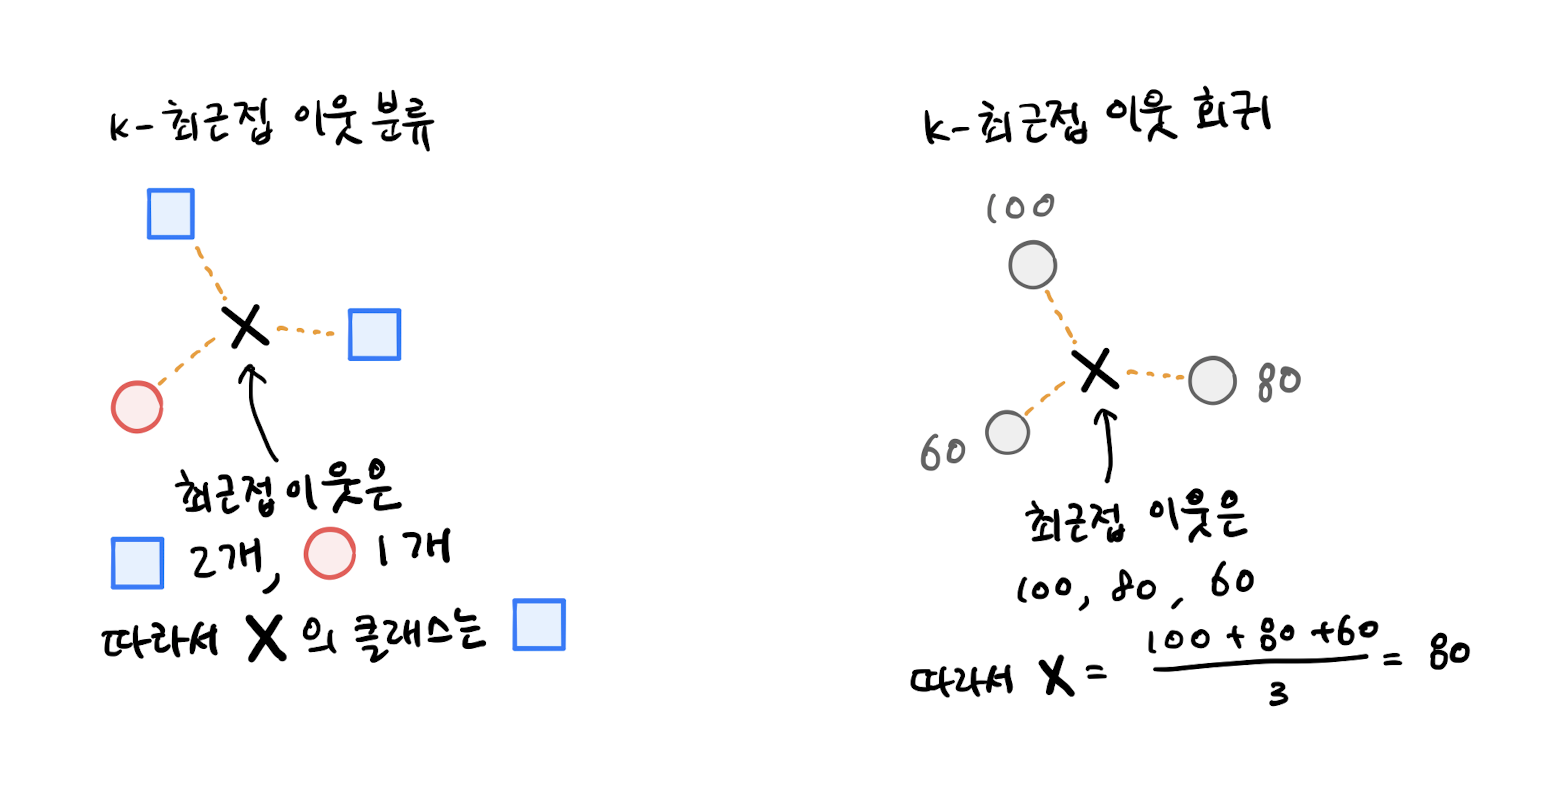 k-최근접 이웃 분류
최근접 이웃은
2개, 1개
따라서 X의 클래스는
k-최근접 이웃 회귀
100
80
60
최근접 이웃은
100, 80, 60
따라서 X = (100 + 80 + 60) / 3 = 80